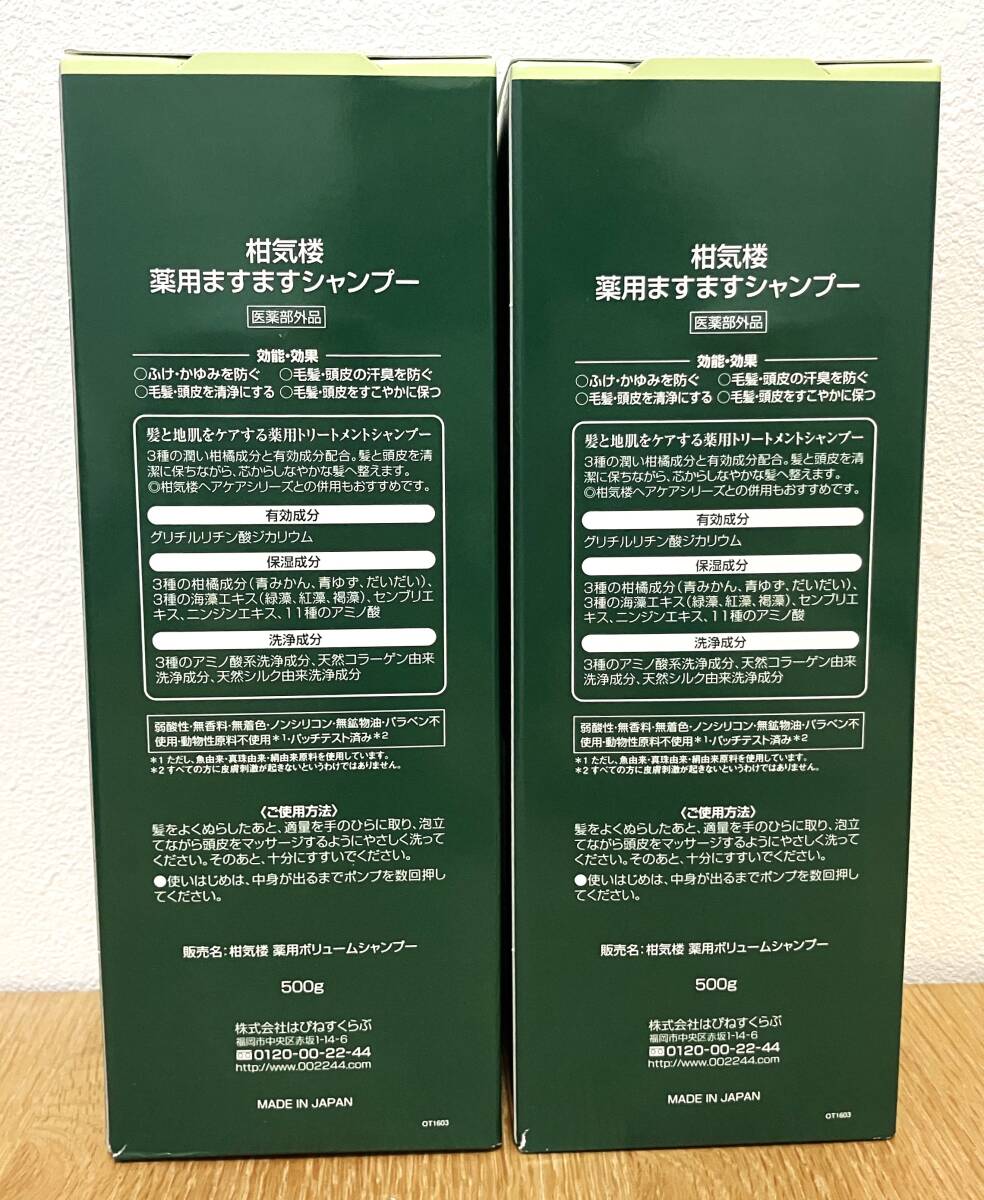 柑気楼
薬用ますますシャンプー
医薬部外品
効能・効果
○ふけ・かゆみを防ぐ ○毛髪・頭皮の汗臭を防ぐ
○毛髪・頭皮を清浄にする ○毛髪・頭皮をすこやかに保つ
髪と地肌をケアする薬用トリートメントシャンプー
3種の潤い柑橘成分と有効成分配合。髪と頭皮を清
潔に保ちながら、芯からしなやかな髪へ整えます。
◎柑気楼ヘアケアシリーズとの併用もおすすめです。
有効成分
グリチルリチン酸ジカリウム
保湿成分
3種の柑橘成分(青みかん、青ゆず、だいだい)、
3種の海藻エキス(緑藻、紅藻、褐藻)、センブリエ
キス、ニンジンエキス、11種のアミノ酸
洗浄成分
3種のアミノ酸系洗浄成分、天然コラーゲン由来
洗浄成分、天然シルク由来洗浄成分
弱酸性・無香料・無着色・ノンシリコン・無鉱物油・パラベン不
使用・動物性原料不使用*1・パッチテスト済み*2
*1 ただし、魚由来・真珠由来・絹由来原料を使用しています。
*2 すべての方に皮膚刺激が起きないというわけではありません。
〈ご使用方法〉
髪をよくぬらしたあと、適量を手のひらに取り、泡立
てながら頭皮をマッサージするようにやさしく洗って
ください。そのあと、十分にすすいでください。
●使いはじめは、中身が出るまでポンプを数回押し
てください。
販売名:柑気楼 薬用ボリュームシャンプー
500g
株式会社はぴねすくらぶ
福岡市中央区赤坂1-14-6
0120-00-22-44
http://www.002244.com
MADE IN JAPAN
OT1603
柑気楼
薬用ますますシャンプー
医薬部外品
効能・効果
○ふけ・かゆみを防ぐ ○毛髪・頭皮の汗臭を防ぐ
○毛髪・頭皮を清浄にする ○毛髪・頭皮をすこやかに保つ
髪と地肌をケアする薬用トリートメントシャンプー
3種の潤い柑橘成分と有効成分配合。髪と頭皮を清
潔に保ちながら、芯からしなやかな髪へ整えます。
◎柑気楼ヘアケアシリーズとの併用もおすすめです。
有効成分
グリチルリチン酸ジカリウム
保湿成分
3種の柑橘成分(青みかん、青ゆず、だいだい)、
3種の海藻エキス(緑藻、紅藻、褐藻)、センブリエ
キス、ニンジンエキス、11種のアミノ酸
洗浄成分
3種のアミノ酸系洗浄成分、天然コラーゲン由来
洗浄成分、天然シルク由来洗浄成分
弱酸性・無香料・無着色・ノンシリコン・無鉱物油・パラベン不
使用・動物性原料不使用*1・パッチテスト済み*2
*1 ただし、魚由来・真珠由来・絹由来原料を使用しています。
*2 すべての方に皮膚刺激が起きないというわけではありません。
〈ご使用方法〉
髪をよくぬらしたあと、適量を手のひらに取り、泡立
てながら頭皮をマッサージするようにやさしく洗って
ください。そのあと、十分にすすいでください。
●使いはじめは、中身が出るまでポンプを数回押し
てください。
販売名:柑気楼 薬用ボリュームシャンプー
500g
株式会社はぴねすくらぶ
福岡市中央区赤坂1-14-6
0120-00-22-44
http://www.002244.com
MADE IN JAPAN
OT1603